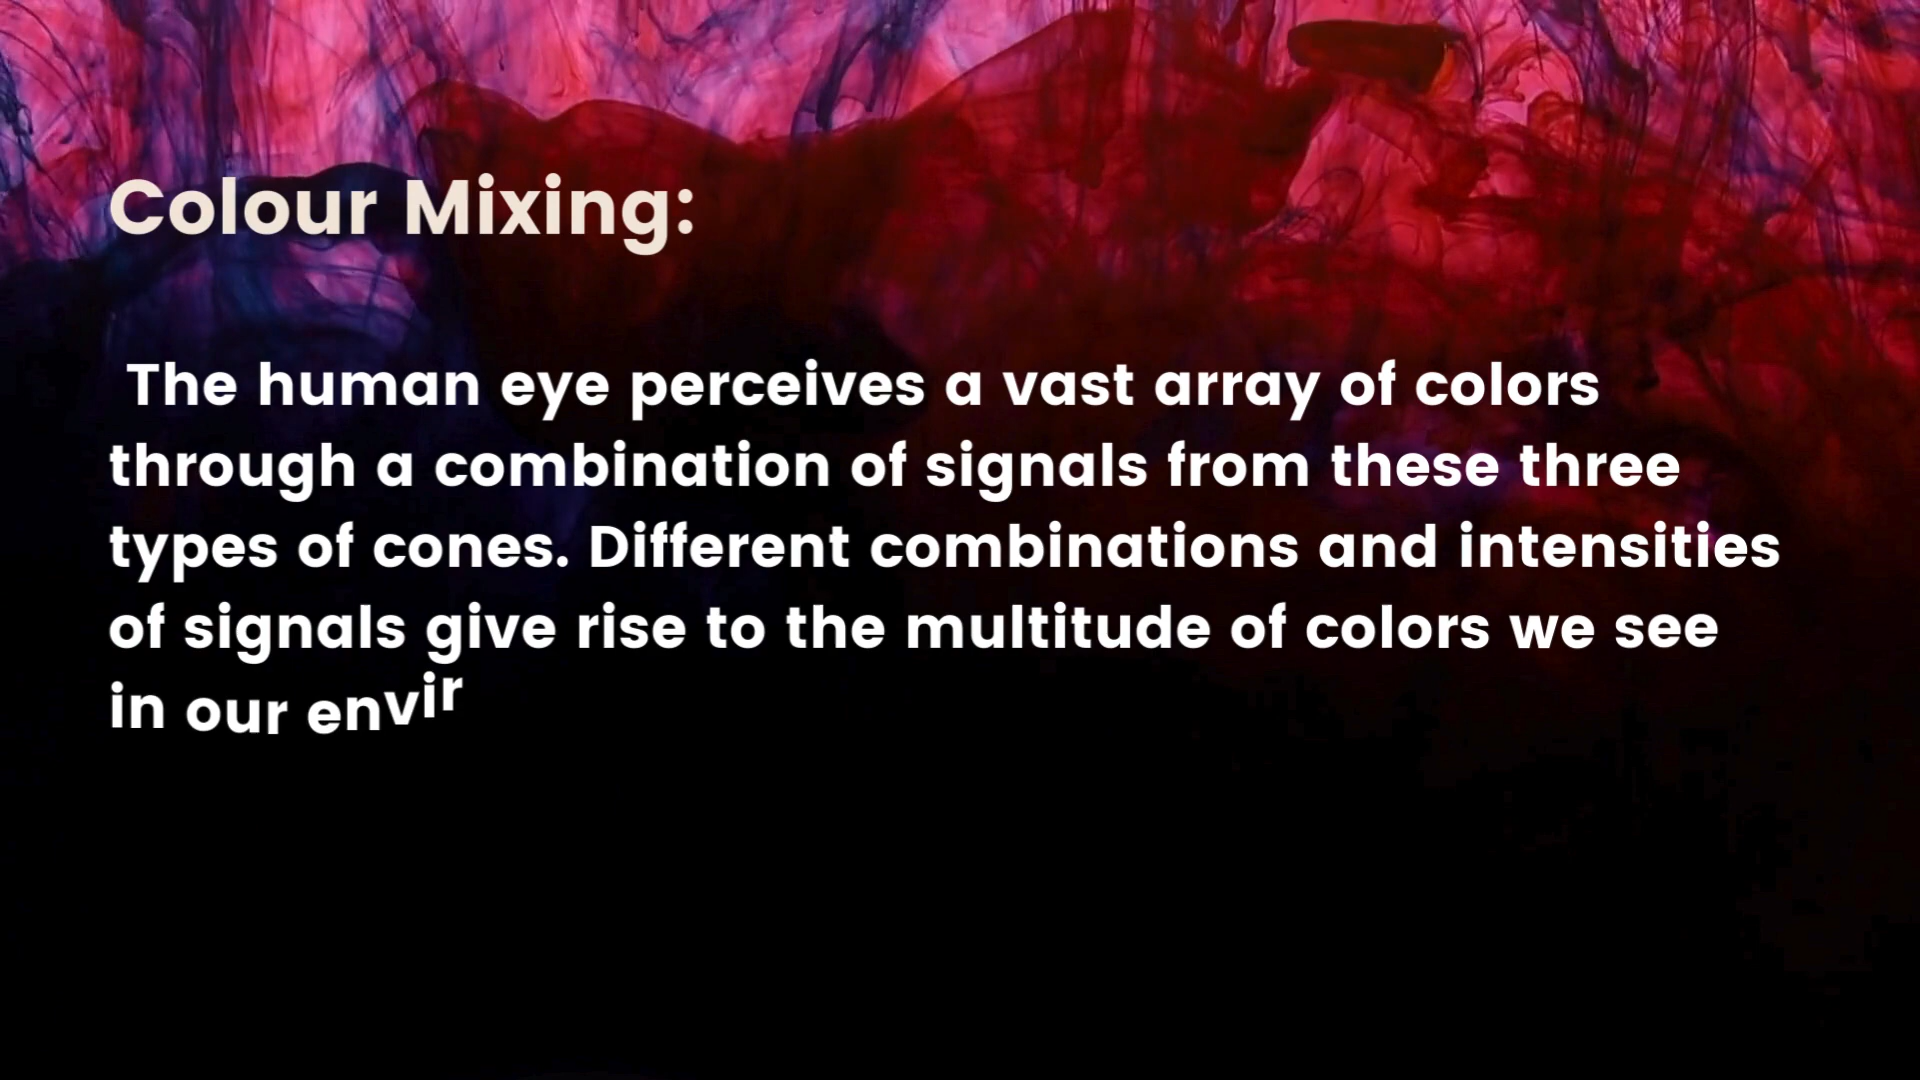 Colour Mixing:
The human eye perceives a vast array of colors
through a combination of signals from these three
types of cones. Different combinations and intensities
of signals give rise to the multitude of colors we see
in our envir